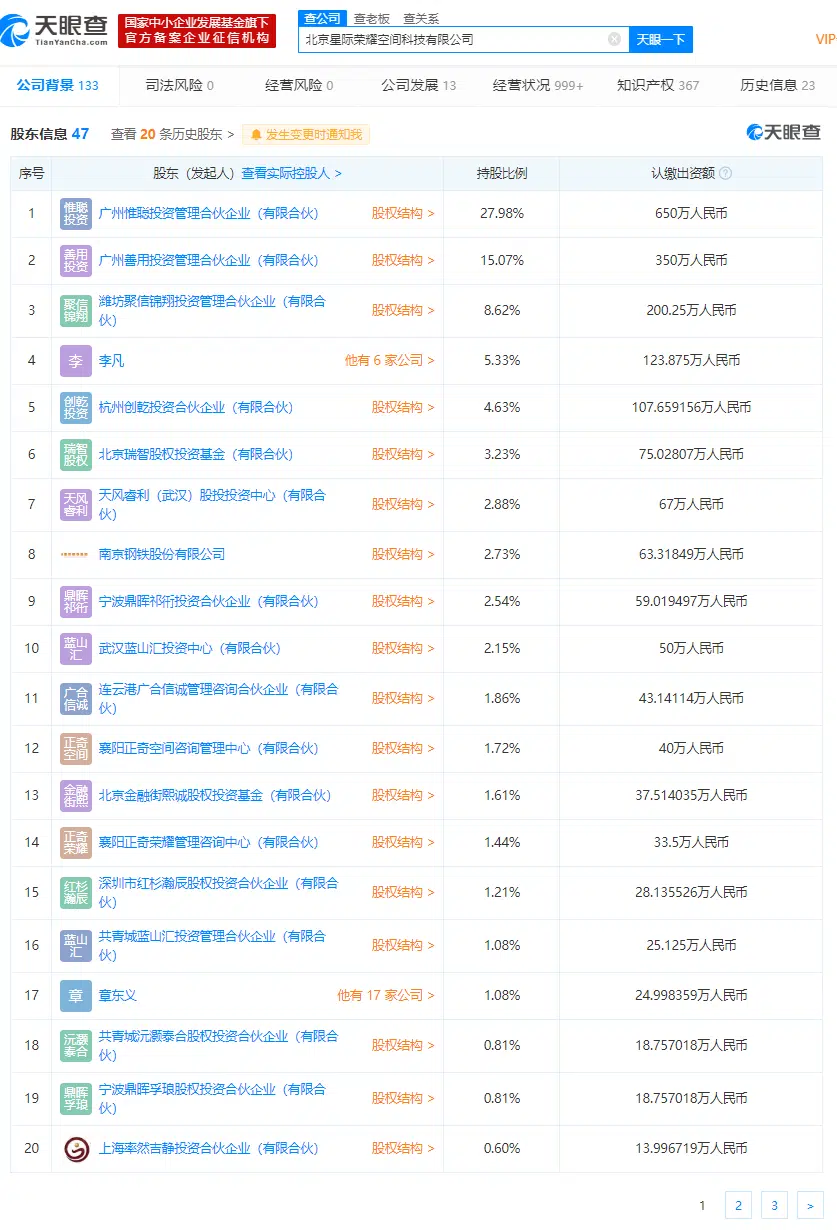 天眼查
TianYanCha.com
国家中小企业发展基金旗下
官方备案企业征信机构
查公司 查老板 查关系
北京星际荣耀空间科技有限公司 天眼一下
VIP
公司背景 133 司法风险 0 经营风险 0 公司发展 13 经营状况 999+ 知识产权 367 历史信息 23
股东信息 47 查看 20 条历史股东 > 发生变更时通知我 天眼查
序号 股东（发起人）查看实际控股人 > 持股比例 认缴出资额 ?
1 惟聪投资 广州惟聪投资管理合伙企业（有限合伙） 股权结构 > 27.98% 650万人民币
2 善用投资 广州善用投资管理合伙企业（有限合伙） 股权结构 > 15.07% 350万人民币
3 聚信锦翔 潍坊聚信锦翔投资管理合伙企业（有限合
伙） 股权结构 > 8.62% 200.25万人民币
4 李 李凡 他有 6 家公司 > 5.33% 123.875万人民币
5 创乾投资 杭州创乾投资合伙企业（有限合伙） 股权结构 > 4.63% 107.659156万人民币
6 瑞智股权 北京瑞智股权投资基金（有限合伙） 股权结构 > 3.23% 75.02807万人民币
7 天风睿利 天风睿利（武汉）股投投资中心（有限合
伙） 股权结构 > 2.88% 67万人民币
8 南京钢铁股份有限公司 股权结构 > 2.73% 63.31849万人民币
9 鼎晖祁衍 宁波鼎晖祁衍投资合伙企业（有限合伙） 股权结构 > 2.54% 59.019497万人民币
10 蓝山汇 武汉蓝山汇投资中心（有限合伙） 股权结构 > 2.15% 50万人民币
11 广合信诚 连云港广合信诚管理咨询合伙企业（有限合
伙） 股权结构 > 1.86% 43.14114万人民币
12 正奇空间 襄阳正奇空间咨询管理中心（有限合伙） 股权结构 > 1.72% 40万人民币
13 金融街熙 北京金融街熙诚股权投资基金（有限合伙） 股权结构 > 1.61% 37.514035万人民币
14 正奇荣耀 襄阳正奇荣耀管理咨询中心（有限合伙） 股权结构 > 1.44% 33.5万人民币
15 红杉瀚辰 深圳市红杉瀚辰股权投资合伙企业（有限合
伙） 股权结构 > 1.21% 28.135526万人民币
16 蓝山汇 共青城蓝山汇投资管理合伙企业（有限合
伙） 股权结构 > 1.08% 25.125万人民币
17 章 章东义 他有 17 家公司 > 1.08% 24.998359万人民币
18 沅灏泰合 共青城沅灏泰合股权投资合伙企业（有限合
伙） 股权结构 > 0.81% 18.757018万人民币
19 鼎晖孚琅 宁波鼎晖孚琅股权投资合伙企业（有限合
伙） 股权结构 > 0.81% 18.757018万人民币
20 上海率然吉静投资合伙企业（有限合伙） 股权结构 > 0.60% 13.996719万人民币
1 2 3 >